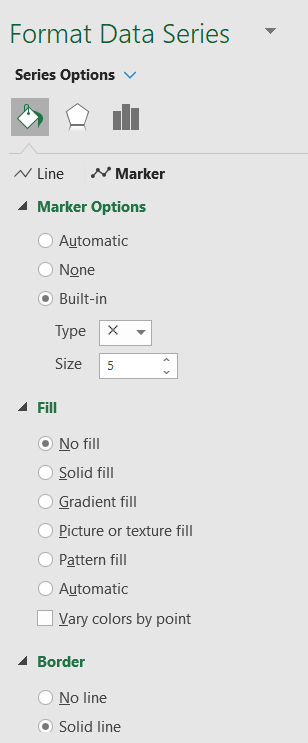 Format Data Series
Series Options
Line Marker
Marker Options
Automatic
None
Built-in
Type
Size 5
Fill
No fill
Solid fill
Gradient fill
Picture or texture fill
Pattern fill
Automatic
Vary colors by point
Border
No line
Solid line